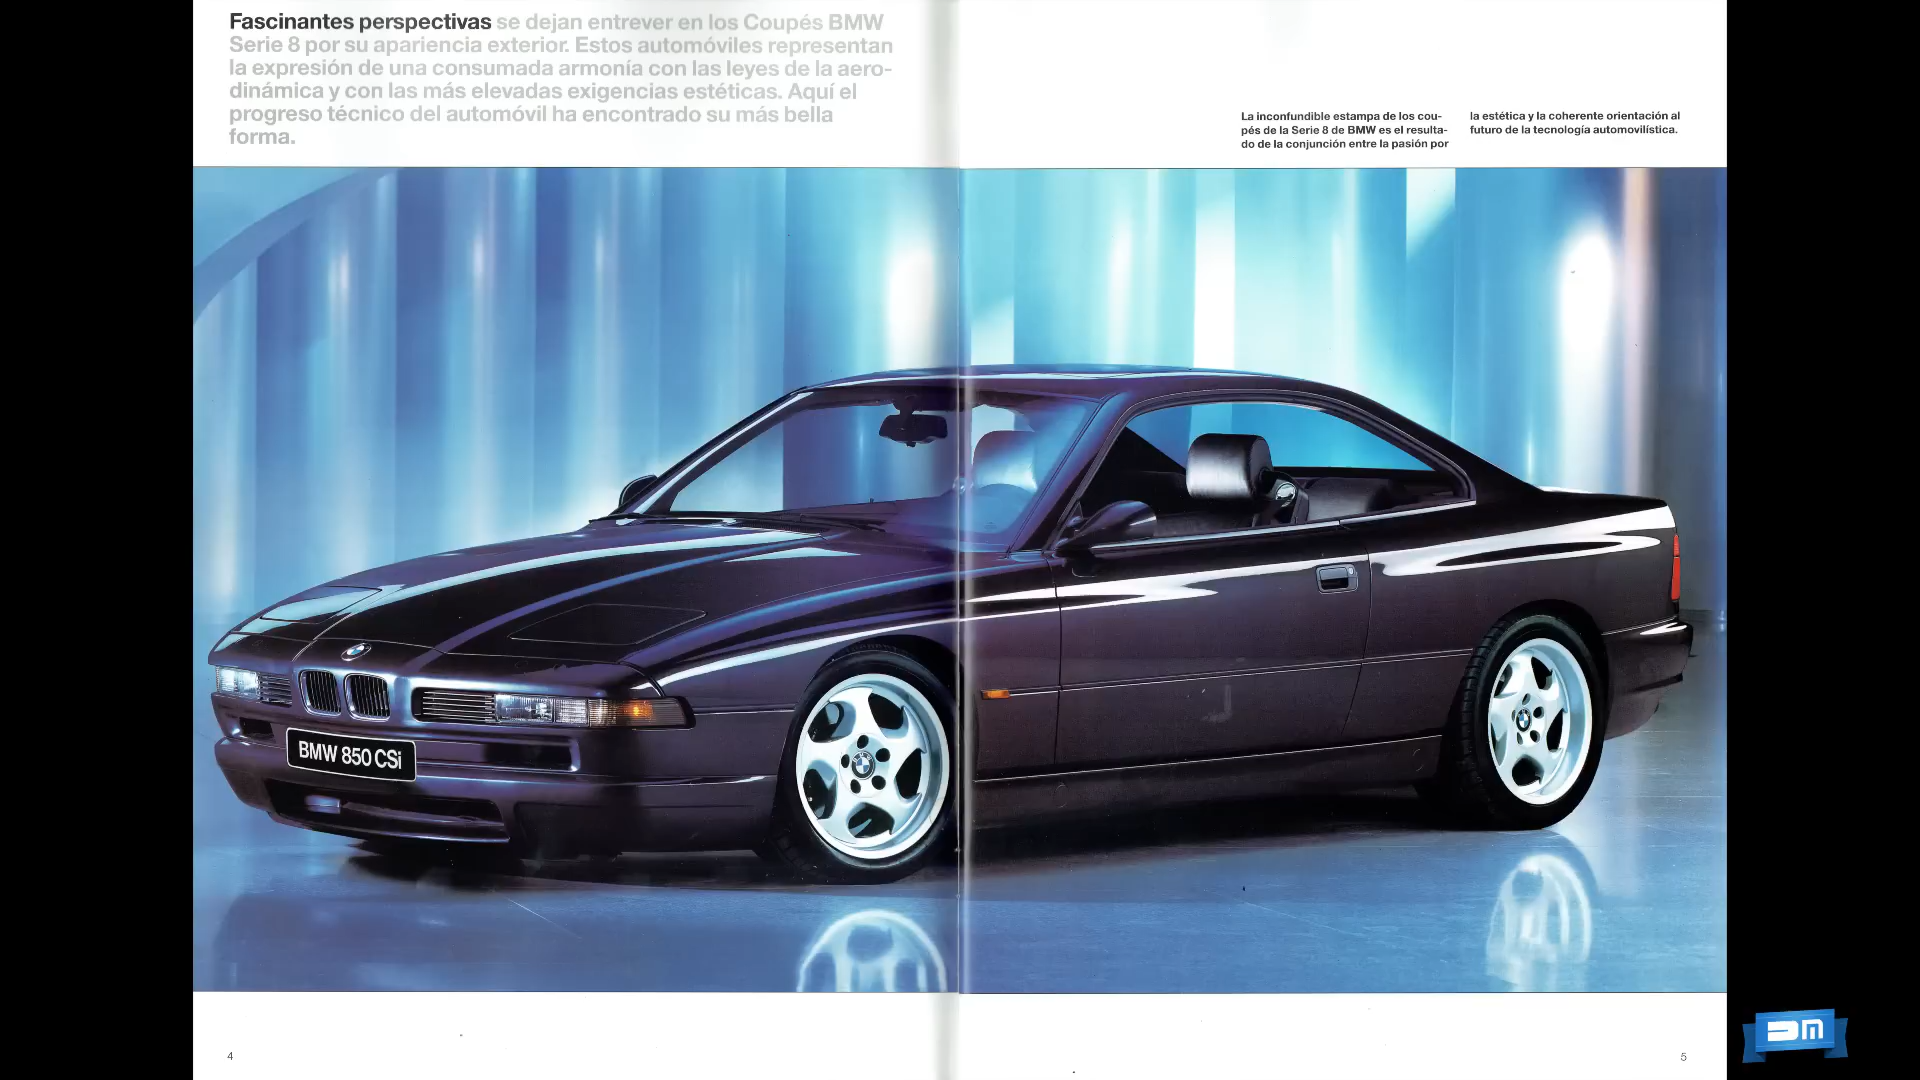 Fascinantes perspectivas se dejan entrever en los Coupés BMW
Serie 8 por su apariencia exterior. Estos automóviles representan
la expresión de una consumada armonía con las leyes de la aero-
dinámica y con las más elevadas exigencias estéticas. Aquí el
progreso técnico del automóvil ha encontrado su más bella
forma.
La inconfundible estampa de los cou-
pés de la Serie 8 de BMW es el resulta-
do de la conjunción entre la pasión por
la estética y la coherente orientación al
futuro de la tecnología automovilística.
BMW 850 CSi
4
5